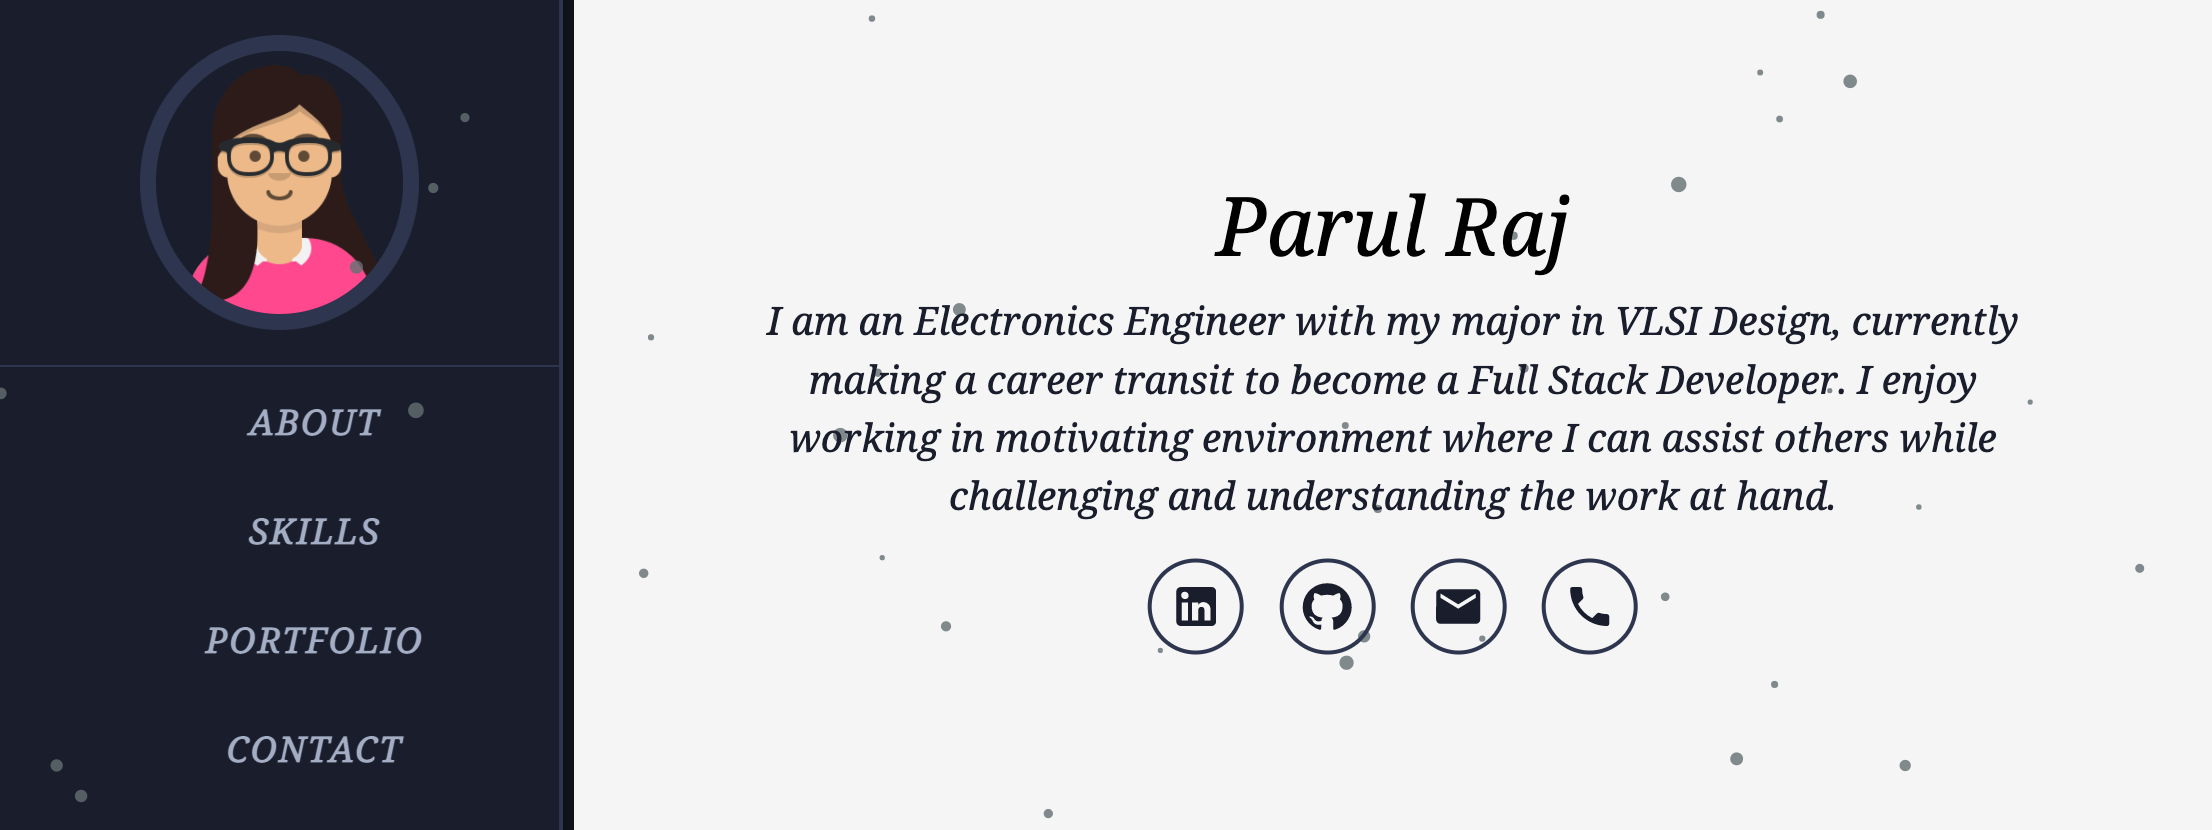 ABOUT
SKILLS
PORTFOLIO
CONTACT
Parul Raj
I am an Electronics Engineer with my major in VLSI Design, currently
making a career transit to become a Full Stack Developer. I enjoy
working in motivating environment where I can assist others while
challenging and understanding the work at hand.
in